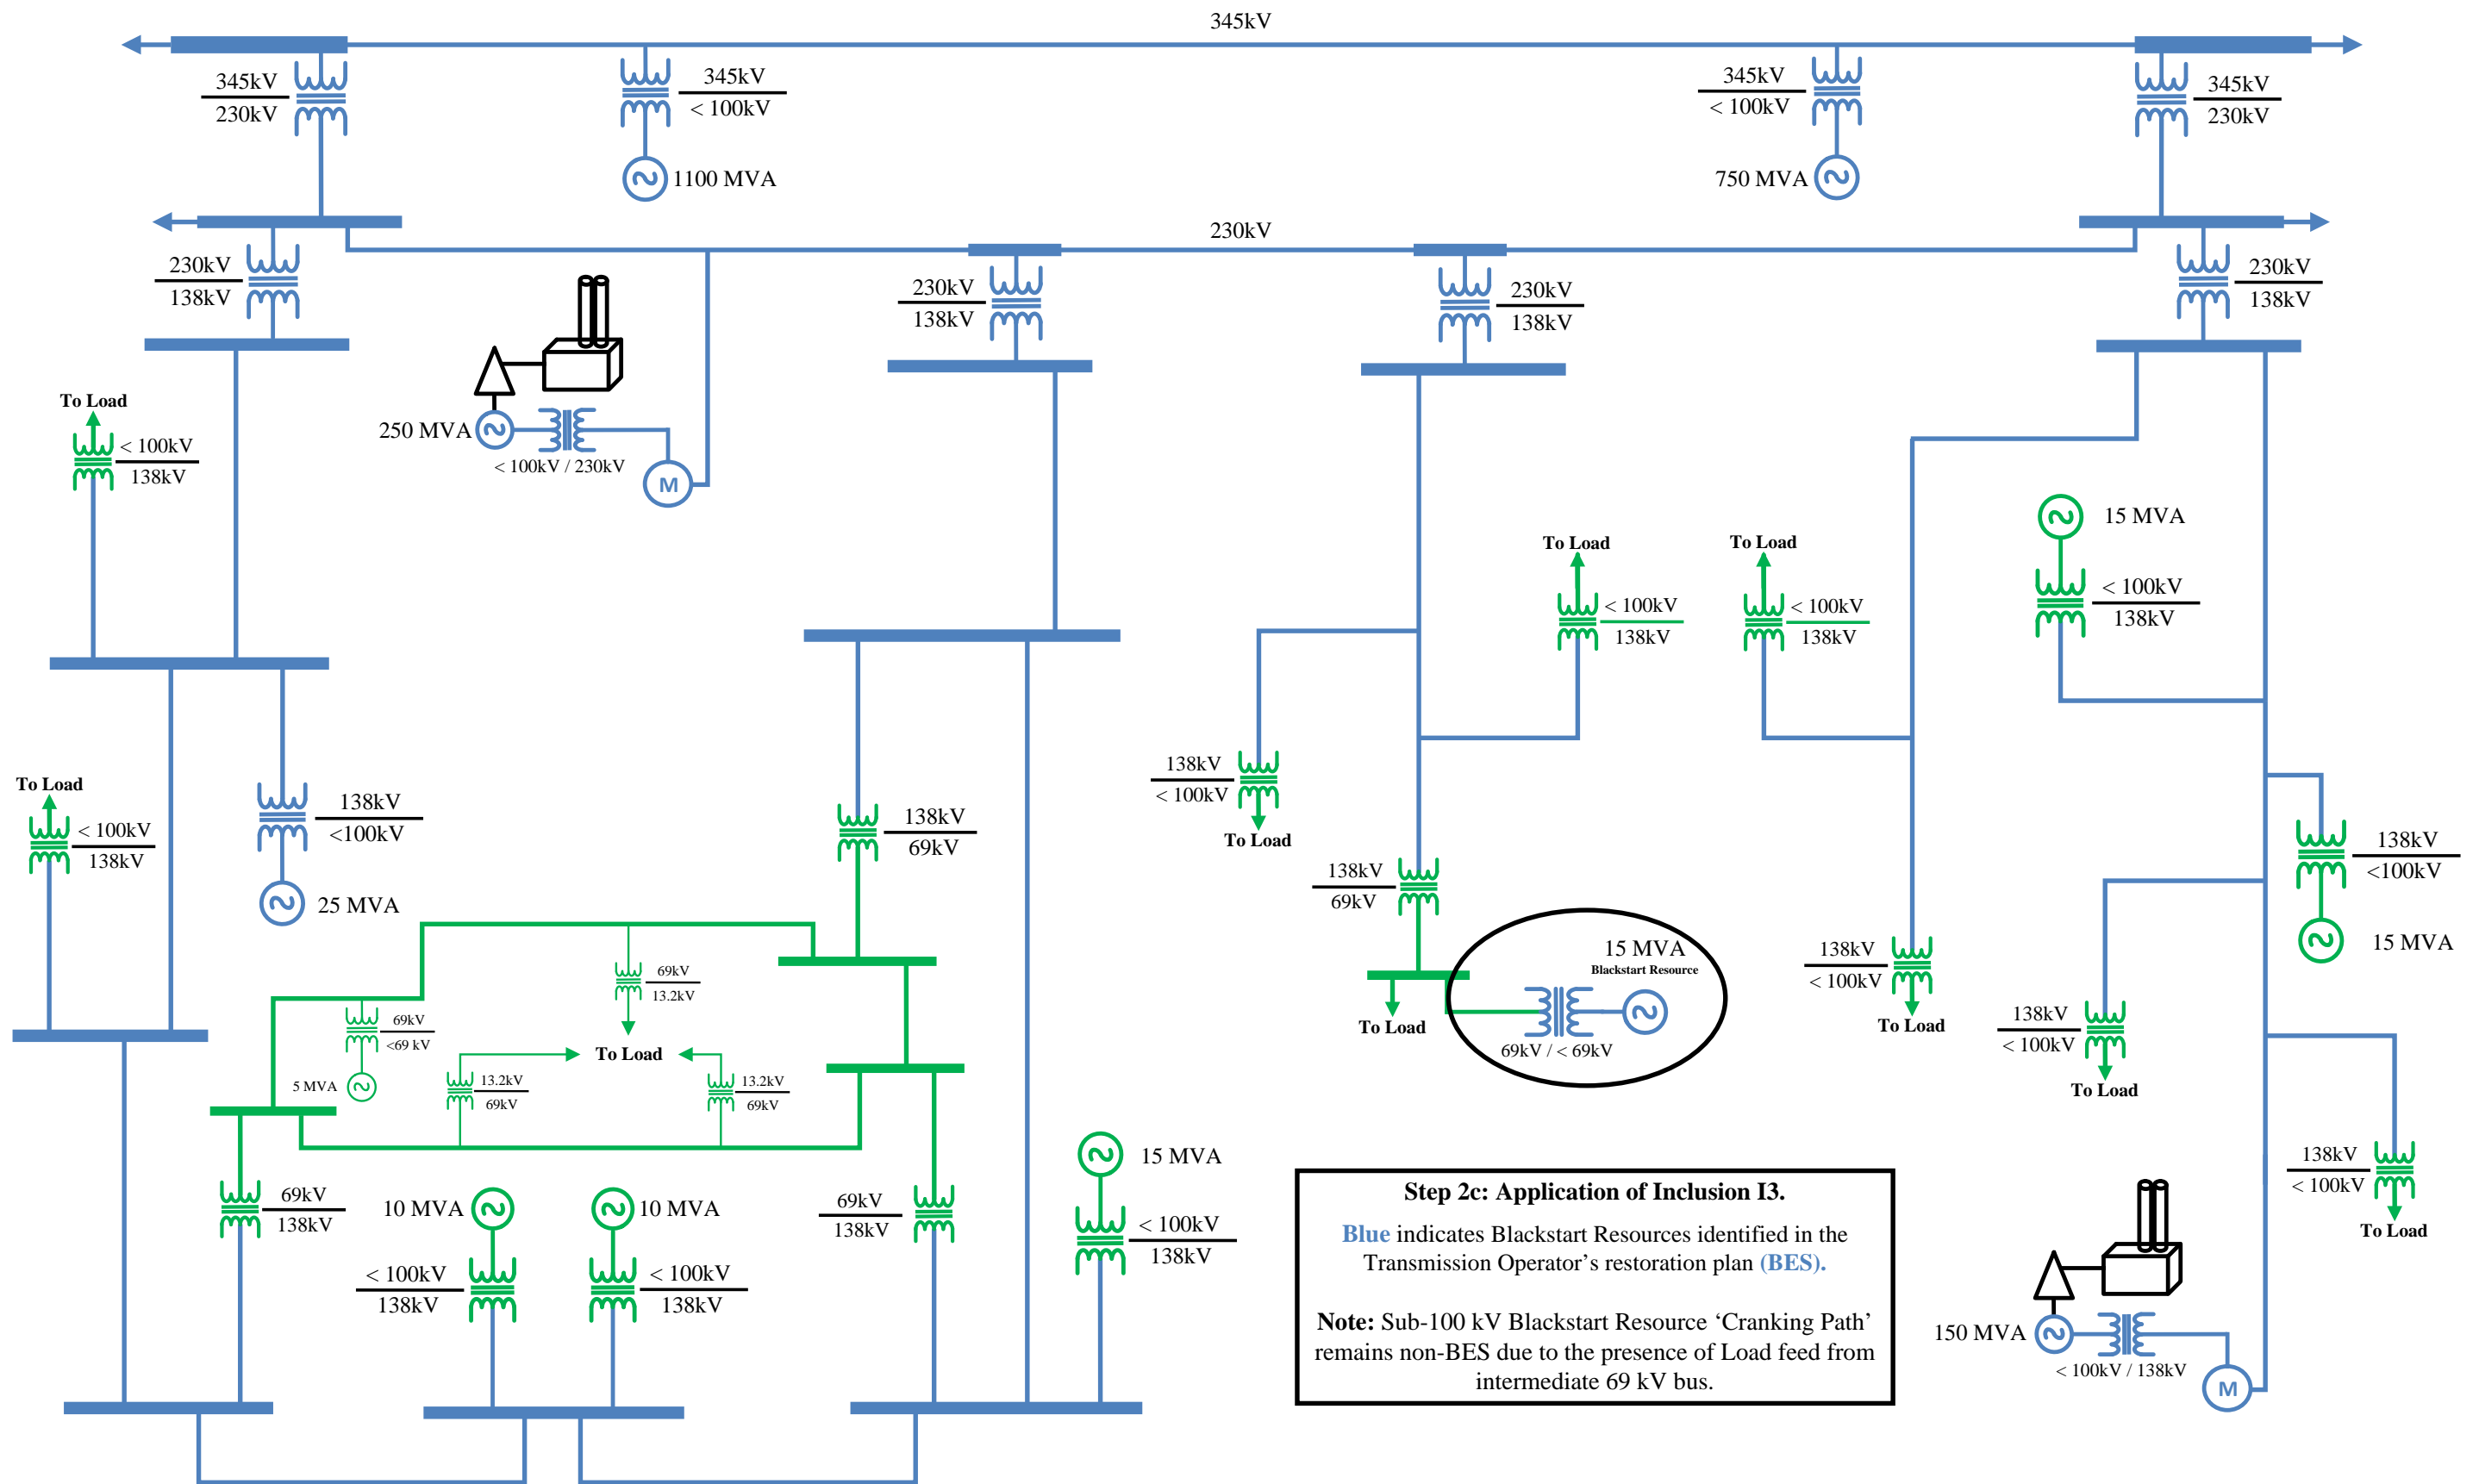 345kV
345kV
230kV
345kV
< 100kV
345kV
< 100kV
345kV
230kV
1100 MVA
750 MVA
230kV
230kV
138kV
230kV
138kV
230kV
138kV
230kV
138kV
250 MVA
< 100kV / 230kV
M
To Load
< 100kV
138kV
15 MVA
< 100kV
138kV
To Load
< 100kV
138kV
To Load
< 100kV
138kV
To Load
< 100kV
138kV
138kV
<100kV
25 MVA
138kV
69kV
138kV
< 100kV
To Load
138kV
69kV
138kV
<100kV
15 MVA
15 MVA
Blackstart Resource
69kV / < 69kV
To Load
138kV
< 100kV
To Load
138kV
< 100kV
To Load
69kV
13.2kV
To Load
69kV
<69 kV
5 MVA
13.2kV
69kV
13.2kV
69kV
69kV
138kV
10 MVA
< 100kV
138kV
10 MVA
< 100kV
138kV
69kV
138kV
15 MVA
< 100kV
138kV
138kV
< 100kV
To Load
150 MVA
< 100kV / 138kV
M
Step 2c: Application of Inclusion I3.
Blue indicates Blackstart Resources identified in the
Transmission Operator’s restoration plan (BES).
Note: Sub-100 kV Blackstart Resource ‘Cranking Path’
remains non-BES due to the presence of Load feed from
intermediate 69 kV bus.